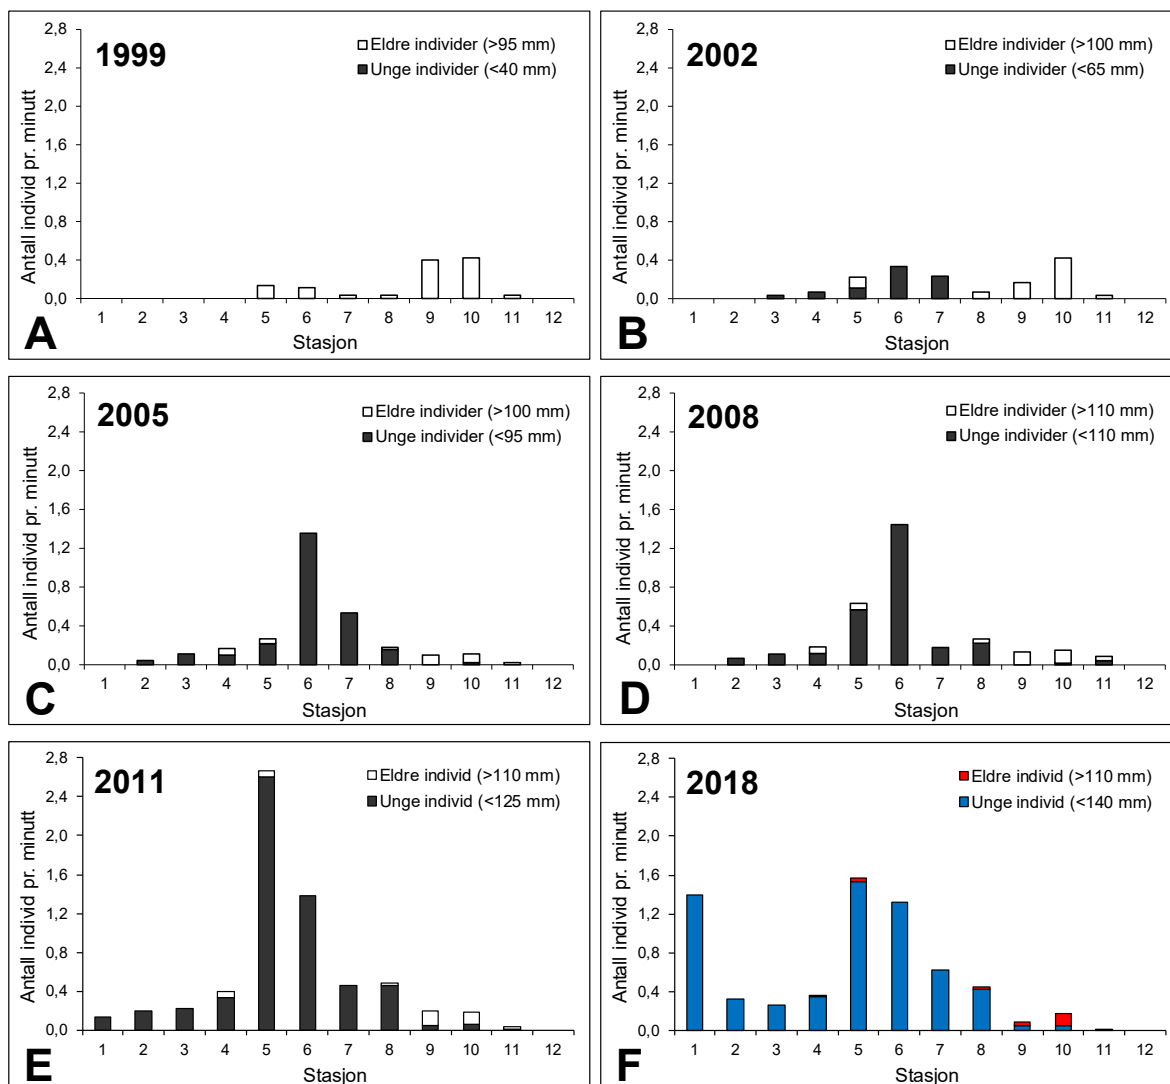 1999
Eldre individer (>95 mm)
Unge individer (<40 mm)
Antall individ pr. minutt
2,8
2,4
2,0
1,6
1,2
0,8
0,4
0,0
1 2 3 4 5 6 7 8 9 10 11 12
Stasjon
A
2002
Eldre individer (>100 mm)
Unge individer (<65 mm)
Antall individ pr. minutt
2,8
2,4
2,0
1,6
1,2
0,8
0,4
0,0
1 2 3 4 5 6 7 8 9 10 11 12
Stasjon
B
2005
Eldre individer (>100 mm)
Unge individer (<95 mm)
Antall individ pr. minutt
2,8
2,4
2,0
1,6
1,2
0,8
0,4
0,0
1 2 3 4 5 6 7 8 9 10 11 12
Stasjon
C
2008
Eldre individer (>110 mm)
Unge individer (<110 mm)
Antall individ pr. minutt
2,8
2,4
2,0
1,6
1,2
0,8
0,4
0,0
1 2 3 4 5 6 7 8 9 10 11 12
Stasjon
D
2011
Eldre individ (>110 mm)
Unge individ (<125 mm)
Antall individ pr. minutt
2,8
2,4
2,0
1,6
1,2
0,8
0,4
0,0
1 2 3 4 5 6 7 8 9 10 11 12
Stasjon
E
2018
Eldre individ (>110 mm)
Unge individ (<140 mm)
Antall individ pr. minutt
2,8
2,4
2,0
1,6
1,2
0,8
0,4
0,0
1 2 3 4 5 6 7 8 9 10 11 12
Stasjon
F